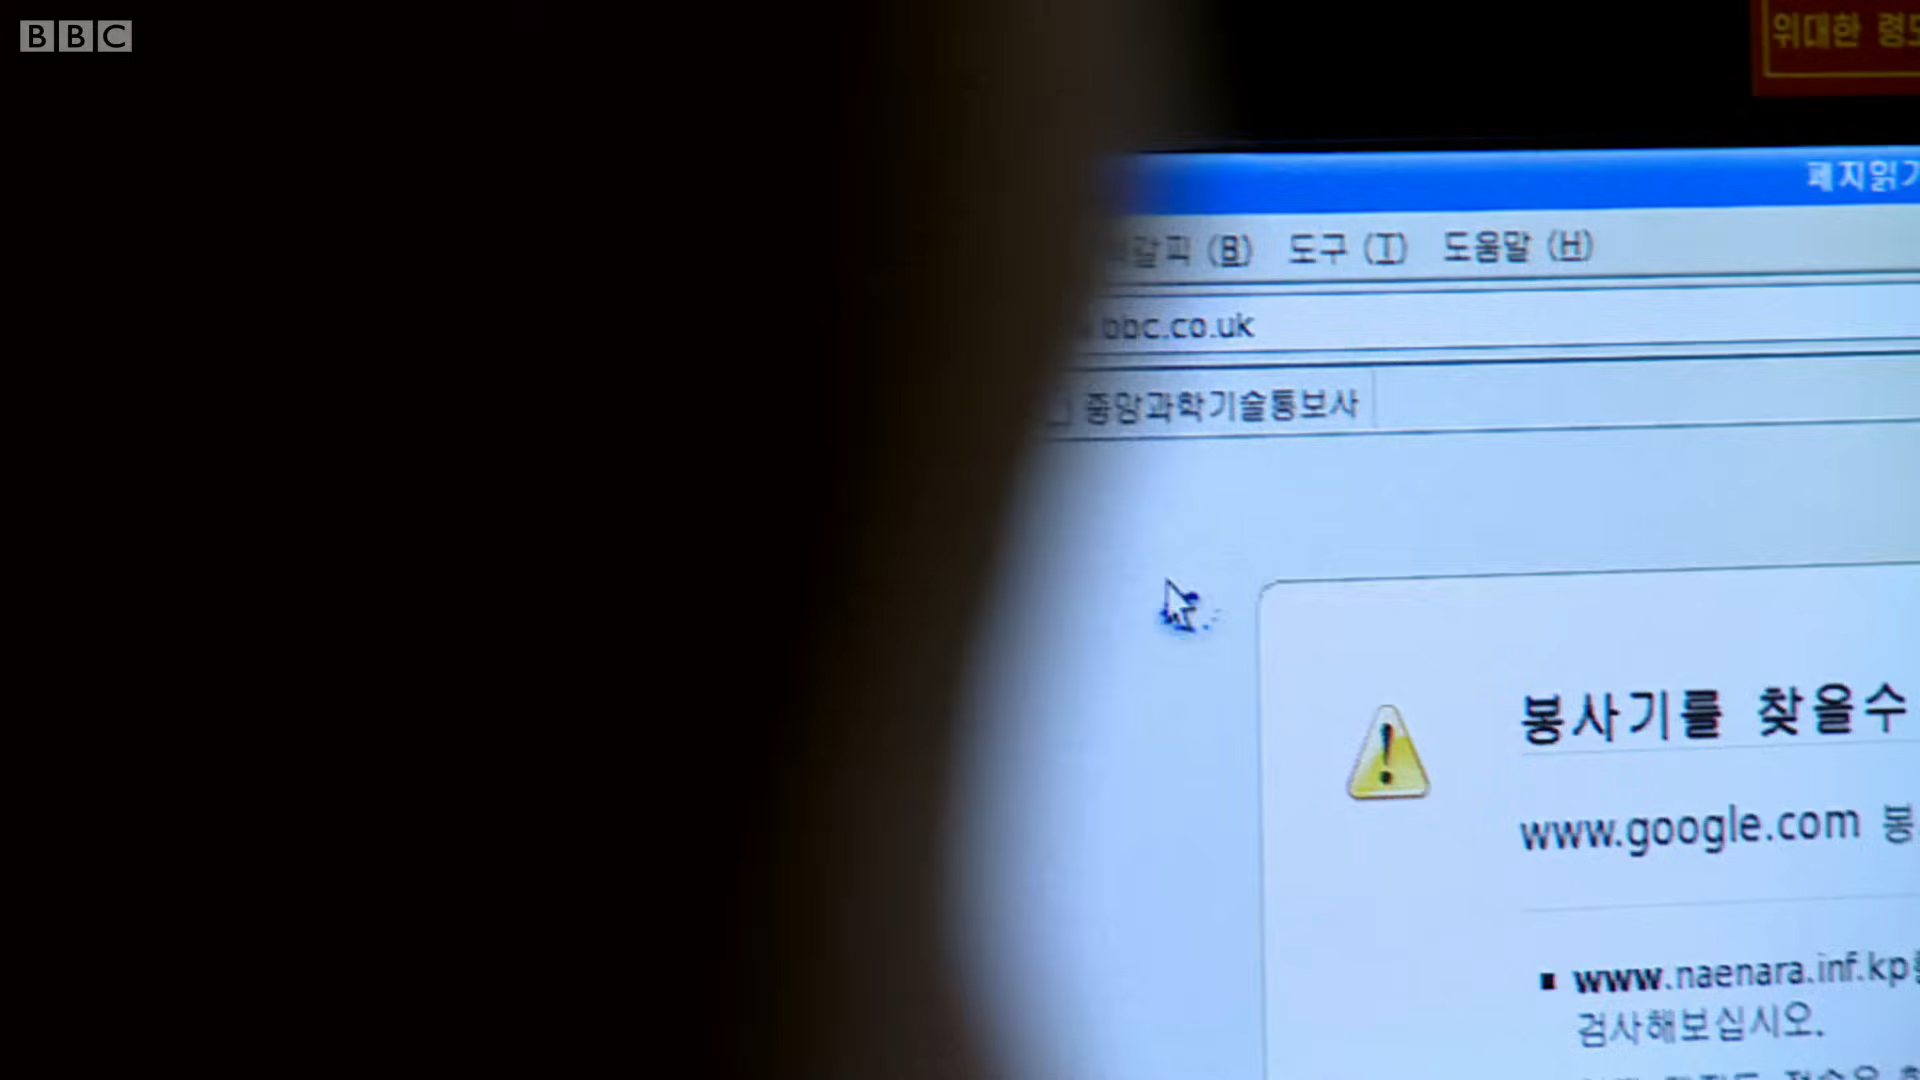 BBC
위대한
페지읽기
(B) 도구 (T) 도움말 (H)
bbc.co.uk
중앙과학기술통보사
봉사기를 찾을수
www.google.com
www.naenara.inf.kp
검사해보십시오.